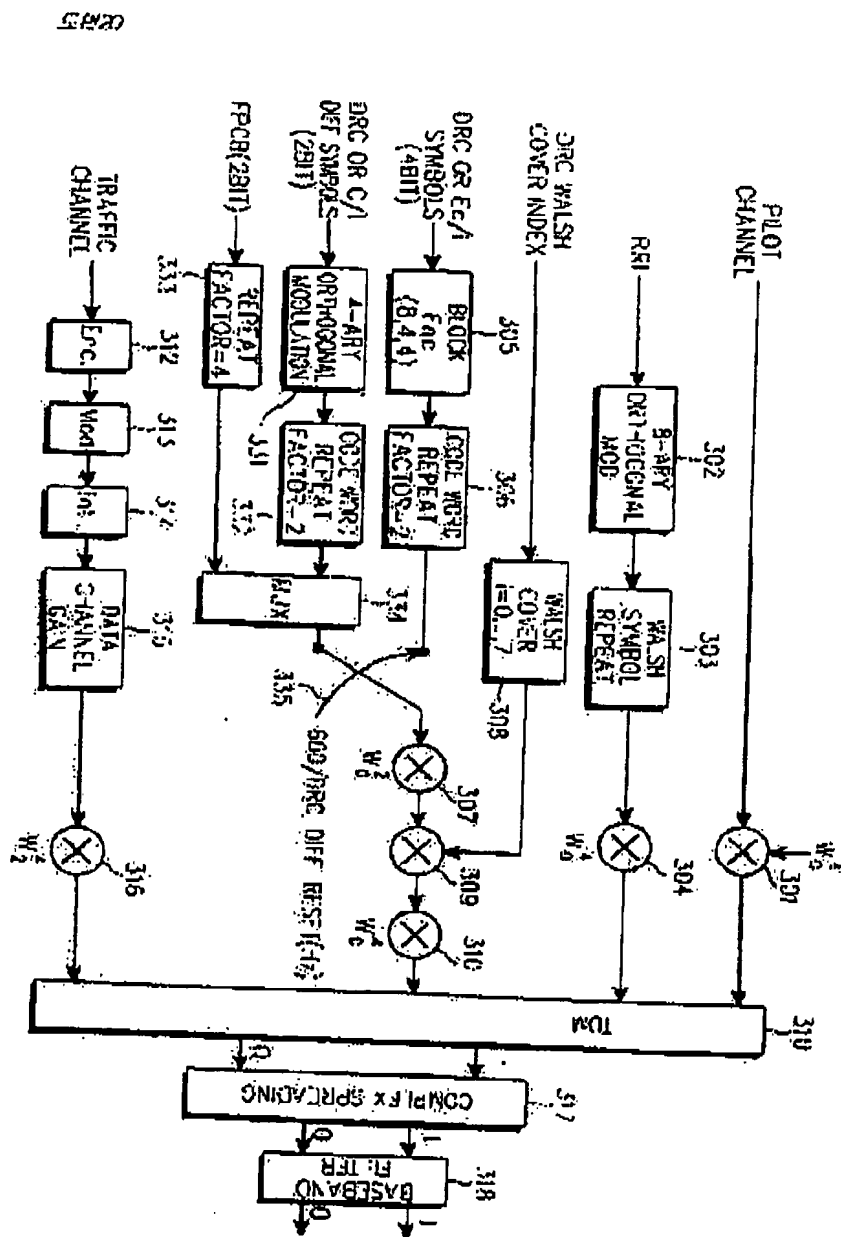 PILOT
CHANNEL
301
RRI
8-ARY
ORTHOGONAL
MOD
302
WALSH
SYMBOL
REPEAT
303
304
DRC WALSH
COVER INDEX
WALSH
COVER
i=0,..7
308
DRC OR Ec/I
SYMBOLS
(4BIT)
BLOCK
Enc
(8,4,4)
305
CODE WORD
REPEAT
FACTOR=2
306
DRC OR C/I
DIFF SYMBOLS
(2BIT)
4-ARY
ORTHOGONAL
MODULATION
331
CODE WORD
REPEAT
FACTOR=2
FPCB(2BIT)
REPEAT
FACTOR=4
333
MUX
334
335
307
309
310
TRAFFIC
CHANNEL
Enc.
312
Mod
313
Int
314
DATA
CHANNEL
GAIN
316
TDM
COMPLEX SPREADING
317
I
Q
BASEBAND
FILTER
318
I
Q